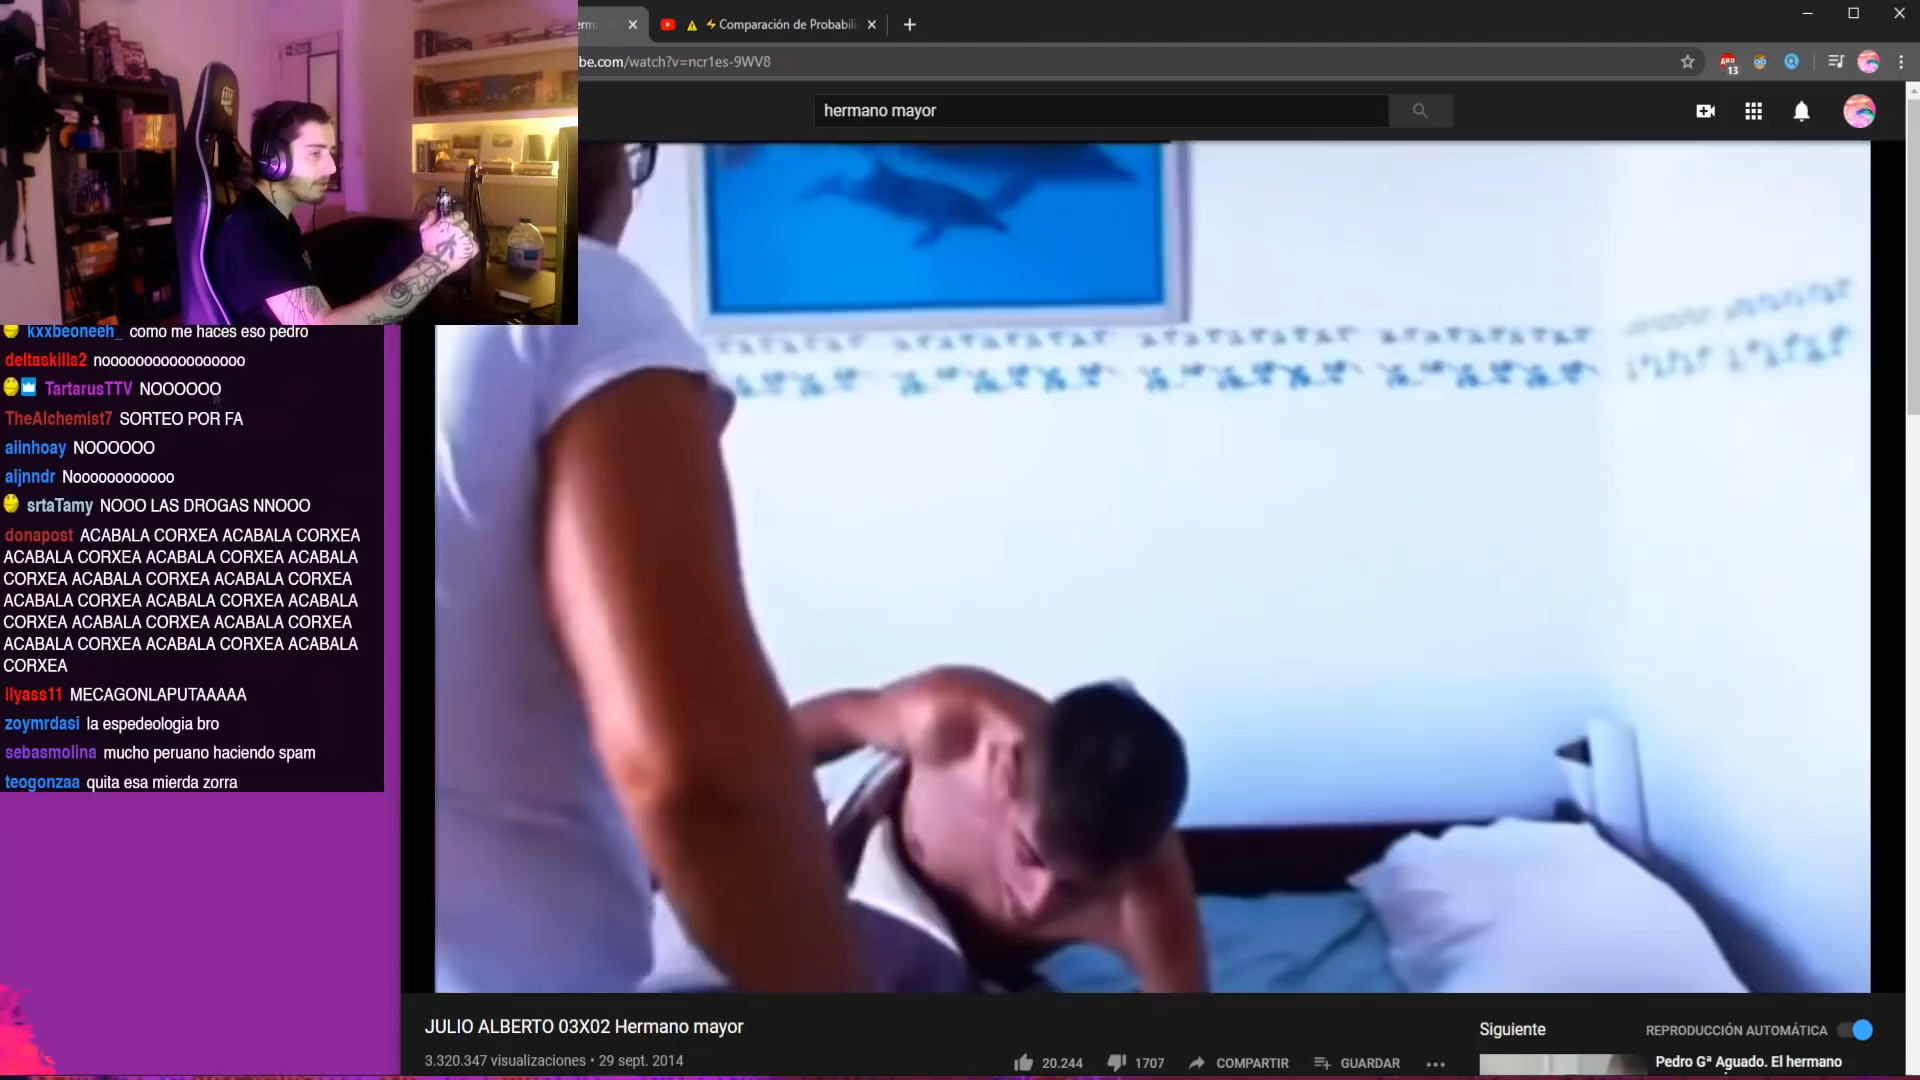 Comparación de Probabili
be.com/watch?v=ncr1es-9WV8
13
hermano mayor
kxxbeoneeh_ como me haces eso pedro
deltaskills2 nooooooooooooooooo
TartarusTTV NOOOOOO
TheAlchemist7 SORTEO POR FA
aiinhoay NOOOOOO
aljnndr Noooooooooooo
srtaTamy NOOO LAS DROGAS NNOOO
donapost ACABALA CORXEA ACABALA CORXEA
ACABALA CORXEA ACABALA CORXEA ACABALA
CORXEA ACABALA CORXEA ACABALA CORXEA
ACABALA CORXEA ACABALA CORXEA ACABALA
CORXEA ACABALA CORXEA ACABALA CORXEA
ACABALA CORXEA ACABALA CORXEA ACABALA
CORXEA
ilyass11 MECAGONLAPUTAAAAA
zoymrdasi la espedeologia bro
sebasmolina mucho peruano haciendo spam
teogonzaa quita esa mierda zorra
JULIO ALBERTO 03X02 Hermano mayor
3.320.347 visualizaciones • 29 sept. 2014
20.244 1707 COMPARTIR GUARDAR
Siguiente REPRODUCCIÓN AUTOMÁTICA
Pedro Gª Aguado. El hermano